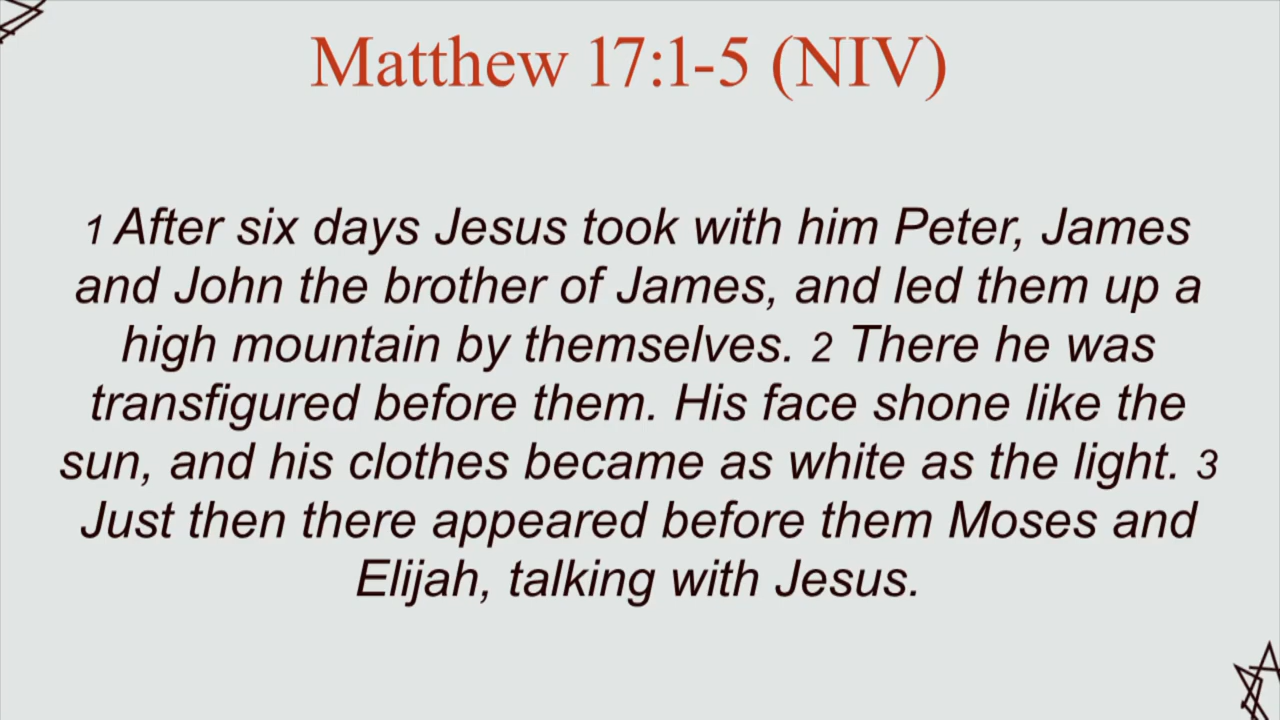 Matthew 17:1-5 (NIV)
1 After six days Jesus took with him Peter, James
and John the brother of James, and led them up a
high mountain by themselves. 2 There he was
transfigured before them. His face shone like the
sun, and his clothes became as white as the light. 3
Just then there appeared before them Moses and
Elijah, talking with Jesus.